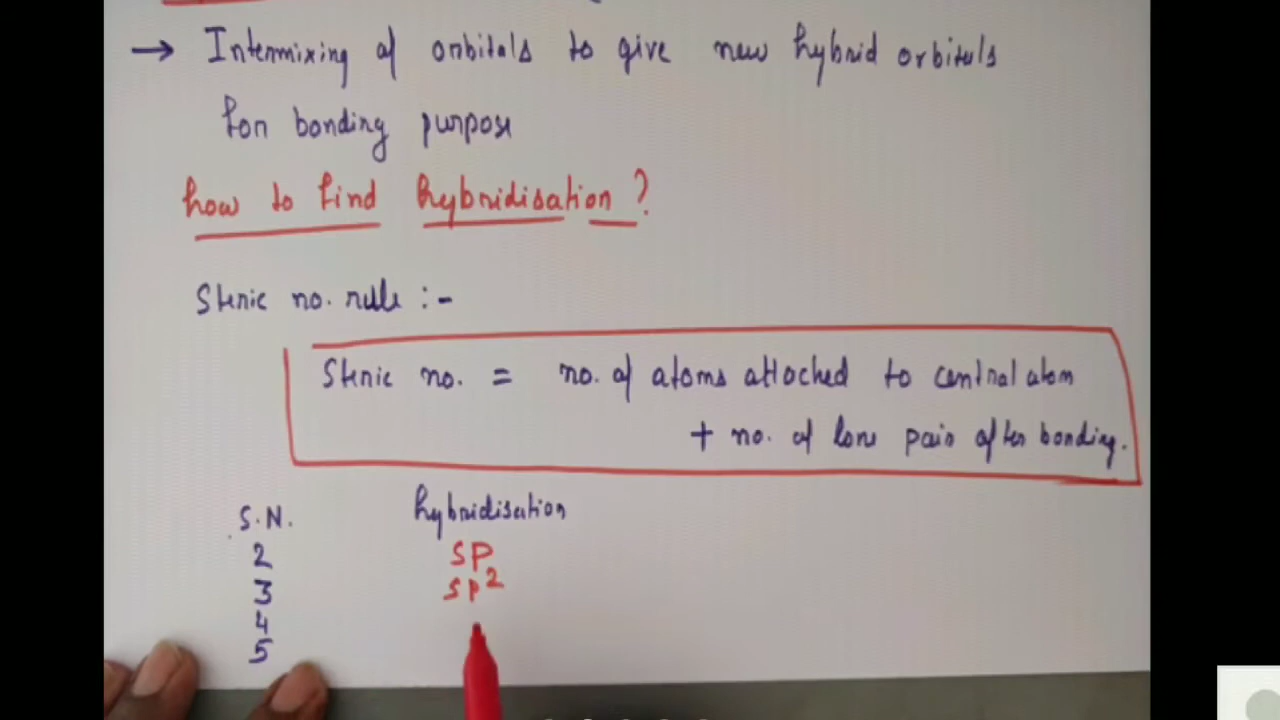 → Intermixing of orbitals to give new hybrid orbitals
for bonding purpose
how to find hybridisation ?
Steric no. rule :-
Steric no. = no. of atoms attached to central atom
+ no. of lone pair after bonding.
S.N. hybridisation
2 SP
3 SP²
4
5